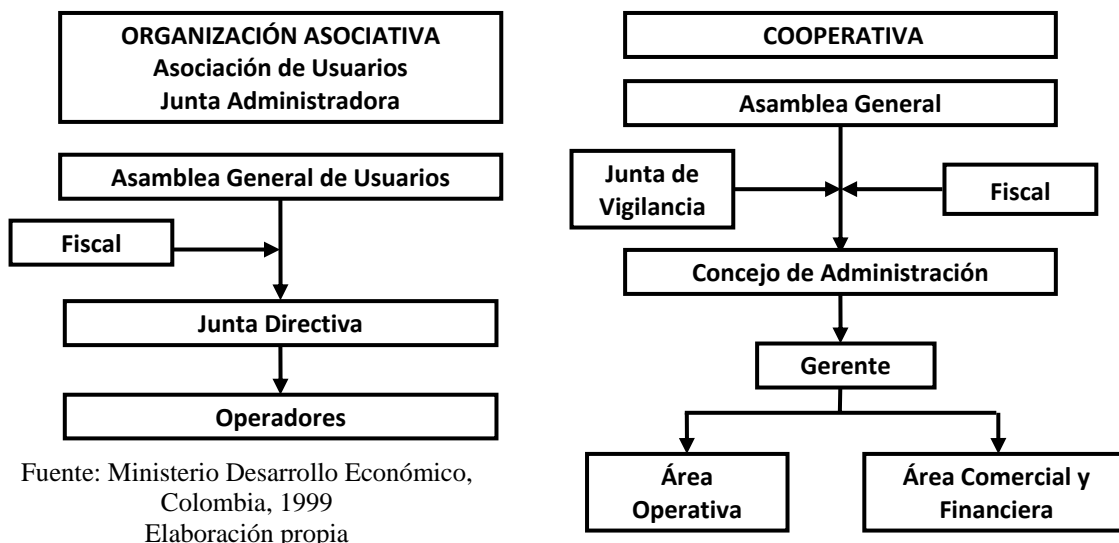 ORGANIZACIÓN ASOCIATIVA
Asociación de Usuarios
Junta Administradora
Asamblea General de Usuarios
Fiscal
Junta Directiva
Operadores
Fuente: Ministerio Desarrollo Económico,
Colombia, 1999
Elaboración propia
COOPERATIVA
Asamblea General
Junta de
Vigilancia
Fiscal
Concejo de Administración
Gerente
Área
Operativa
Área Comercial y
Financiera